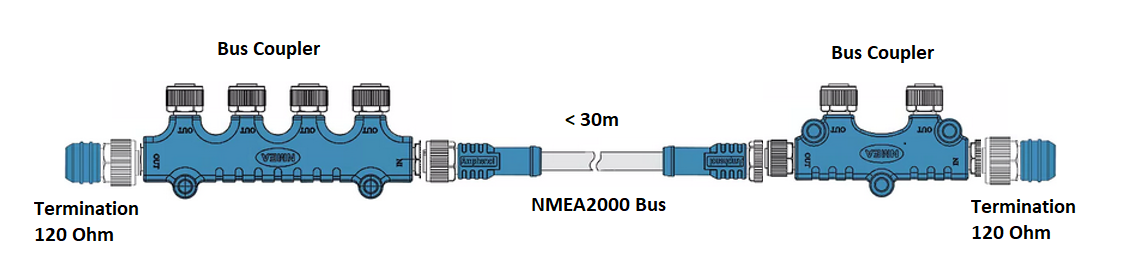 Bus Coupler
Bus Coupler
OUT
OUT
OUT
OUT
OUT
OUT
< 30m
OUT
NMEA
IN
Amphenol
Amphenol
OUT
NMEA
IN
Termination
120 Ohm
NMEA2000 Bus
Termination
120 Ohm